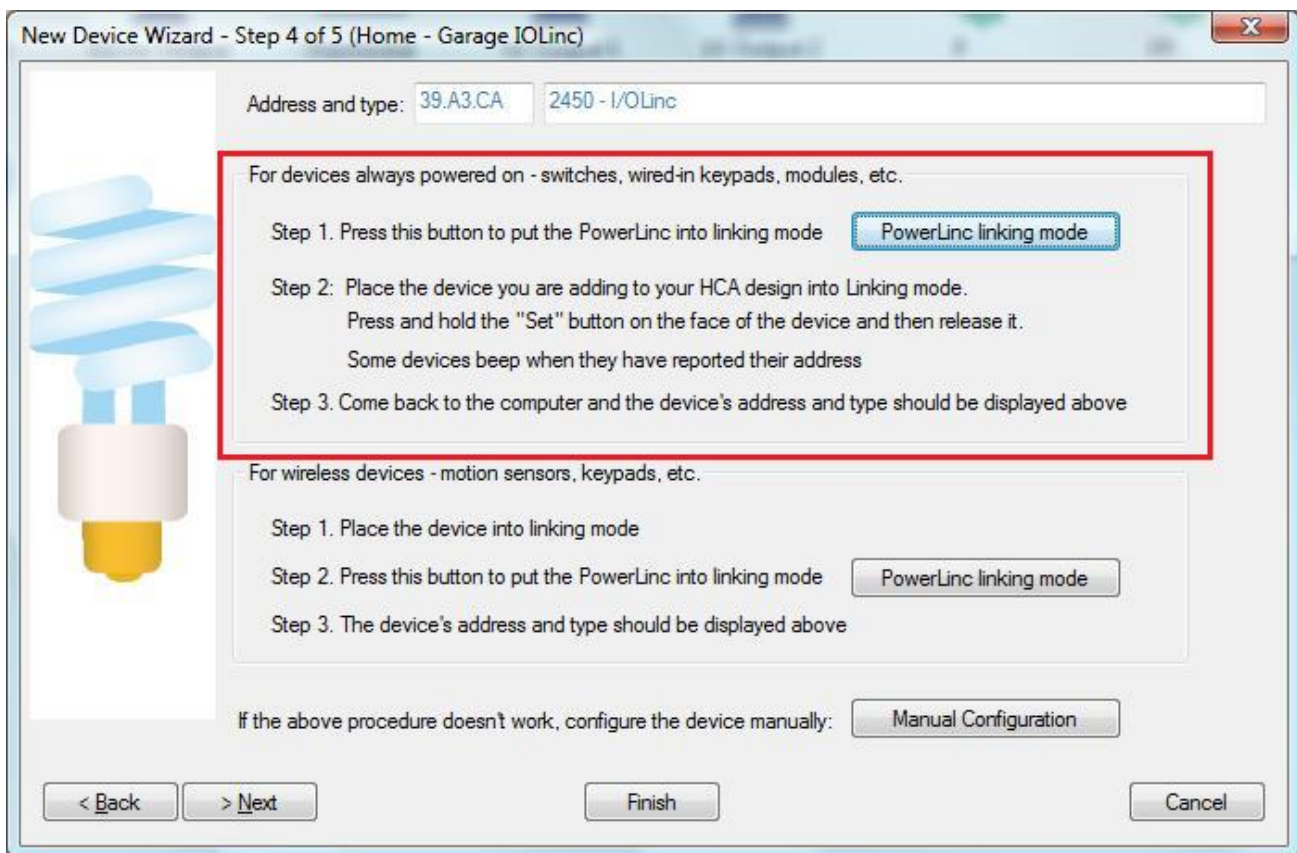 New Device Wizard - Step 4 of 5 (Home - Garage IOLinc)
Address and type: 39.A3.CA 2450 - I/OLinc
For devices always powered on - switches, wired-in keypads, modules, etc.
Step 1. Press this button to put the PowerLinc into linking mode PowerLinc linking mode
Step 2: Place the device you are adding to your HCA design into Linking mode.
Press and hold the "Set" button on the face of the device and then release it.
Some devices beep when they have reported their address
Step 3. Come back to the computer and the device's address and type should be displayed above
For wireless devices - motion sensors, keypads, etc.
Step 1. Place the device into linking mode
Step 2. Press this button to put the PowerLinc into linking mode PowerLinc linking mode
Step 3. The device's address and type should be displayed above
If the above procedure doesn't work, configure the device manually: Manual Configuration
< Back > Next Finish Cancel